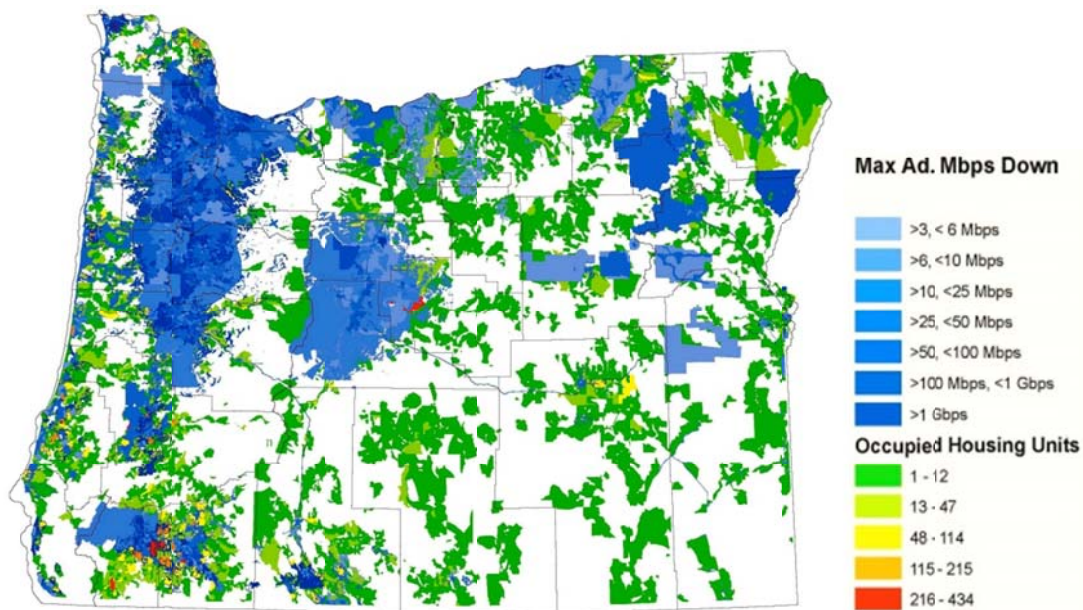 Max Ad. Mbps Down
>3, < 6 Mbps
>6, <10 Mbps
>10, <25 Mbps
>25, <50 Mbps
>50, <100 Mbps
>100 Mbps, <1 Gbps
>1 Gbps
Occupied Housing Units
1 - 12
13 - 47
48 - 114
115 - 215
216 - 434